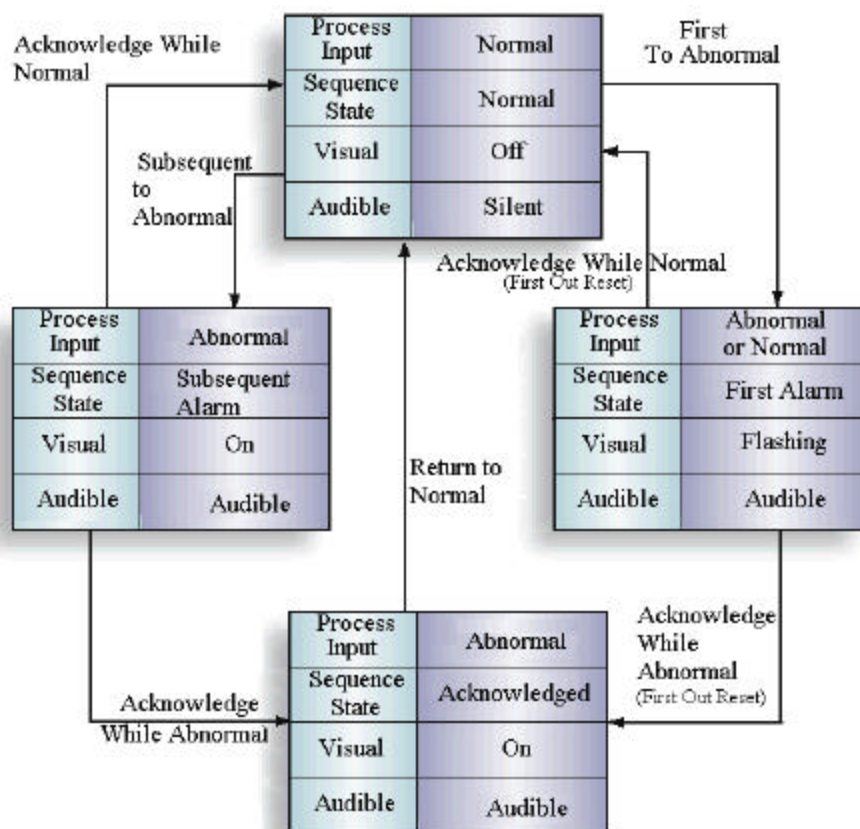 Acknowledge While
Normal
First
To Abnormal
Process
Input
Normal
Sequence
State
Normal
Visual
Off
Audible
Silent
Subsequent
to
Abnormal
Acknowledge While Normal
(First Out Reset)
Process
Input
Abnormal
Sequence
State
Subsequent
Alarm
Visual
On
Audible
Audible
Return to
Normal
Process
Input
Abnormal
or Normal
Sequence
State
First Alarm
Visual
Flashing
Audible
Audible
Acknowledge
While Abnormal
Process
Input
Abnormal
Sequence
State
Acknowledged
Visual
On
Audible
Audible
Acknowledge
While
Abnormal
(First Out Reset)